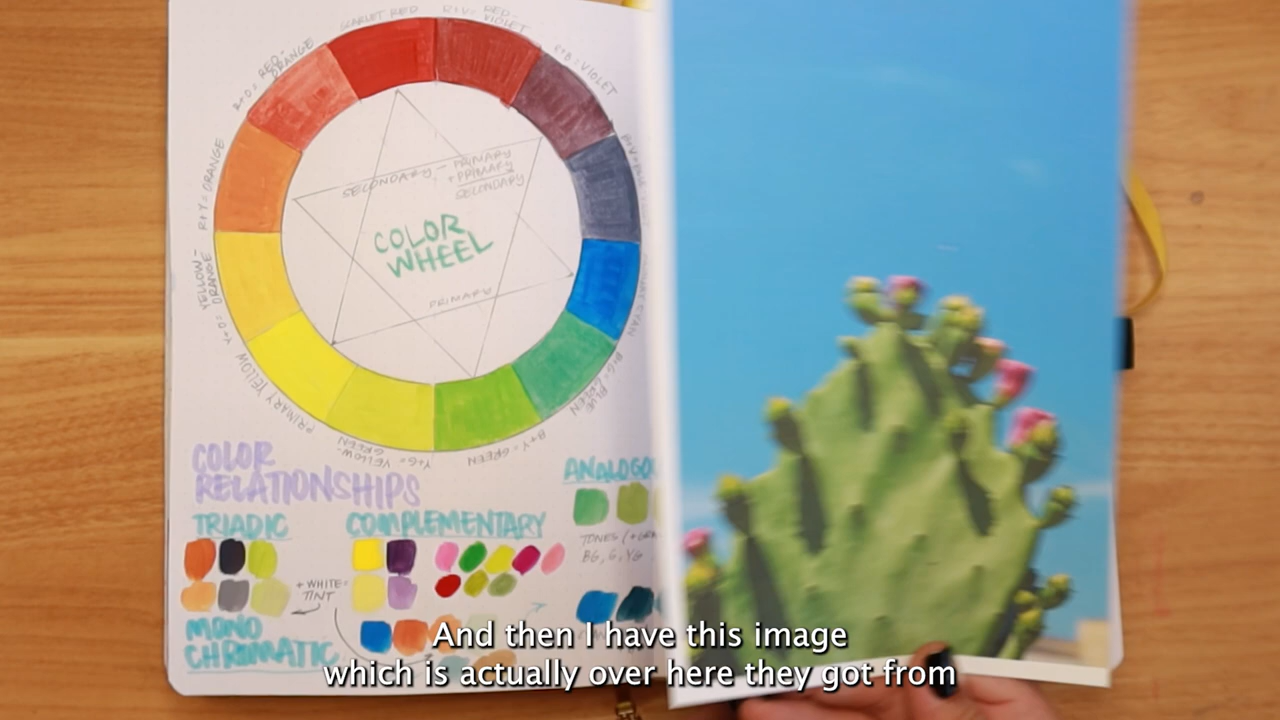 SCARLET RED
R+V= RED-
VIOLET
R+B=VIOLET
R+O= RED-
ORANGE
R+Y= ORANGE
YELLOW-
Y+O= ORANGE
PRIMARY YELLOW
Y+G= YELLOW-
GREEN
B+Y= GREEN
B+G= BLUE
GREEN
SECONDARY - PRIMARY
+PRIMARY
SECONDARY
COLOR
WHEEL
PRIMARY
COLOR
RELATIONSHIPS
TRIADIC
COMPLEMENTARY
+ WHITE=
TINT
MONO
CHROMATIC
TONES
BG, G, YG
And then I have this image
which is actually over here they got from